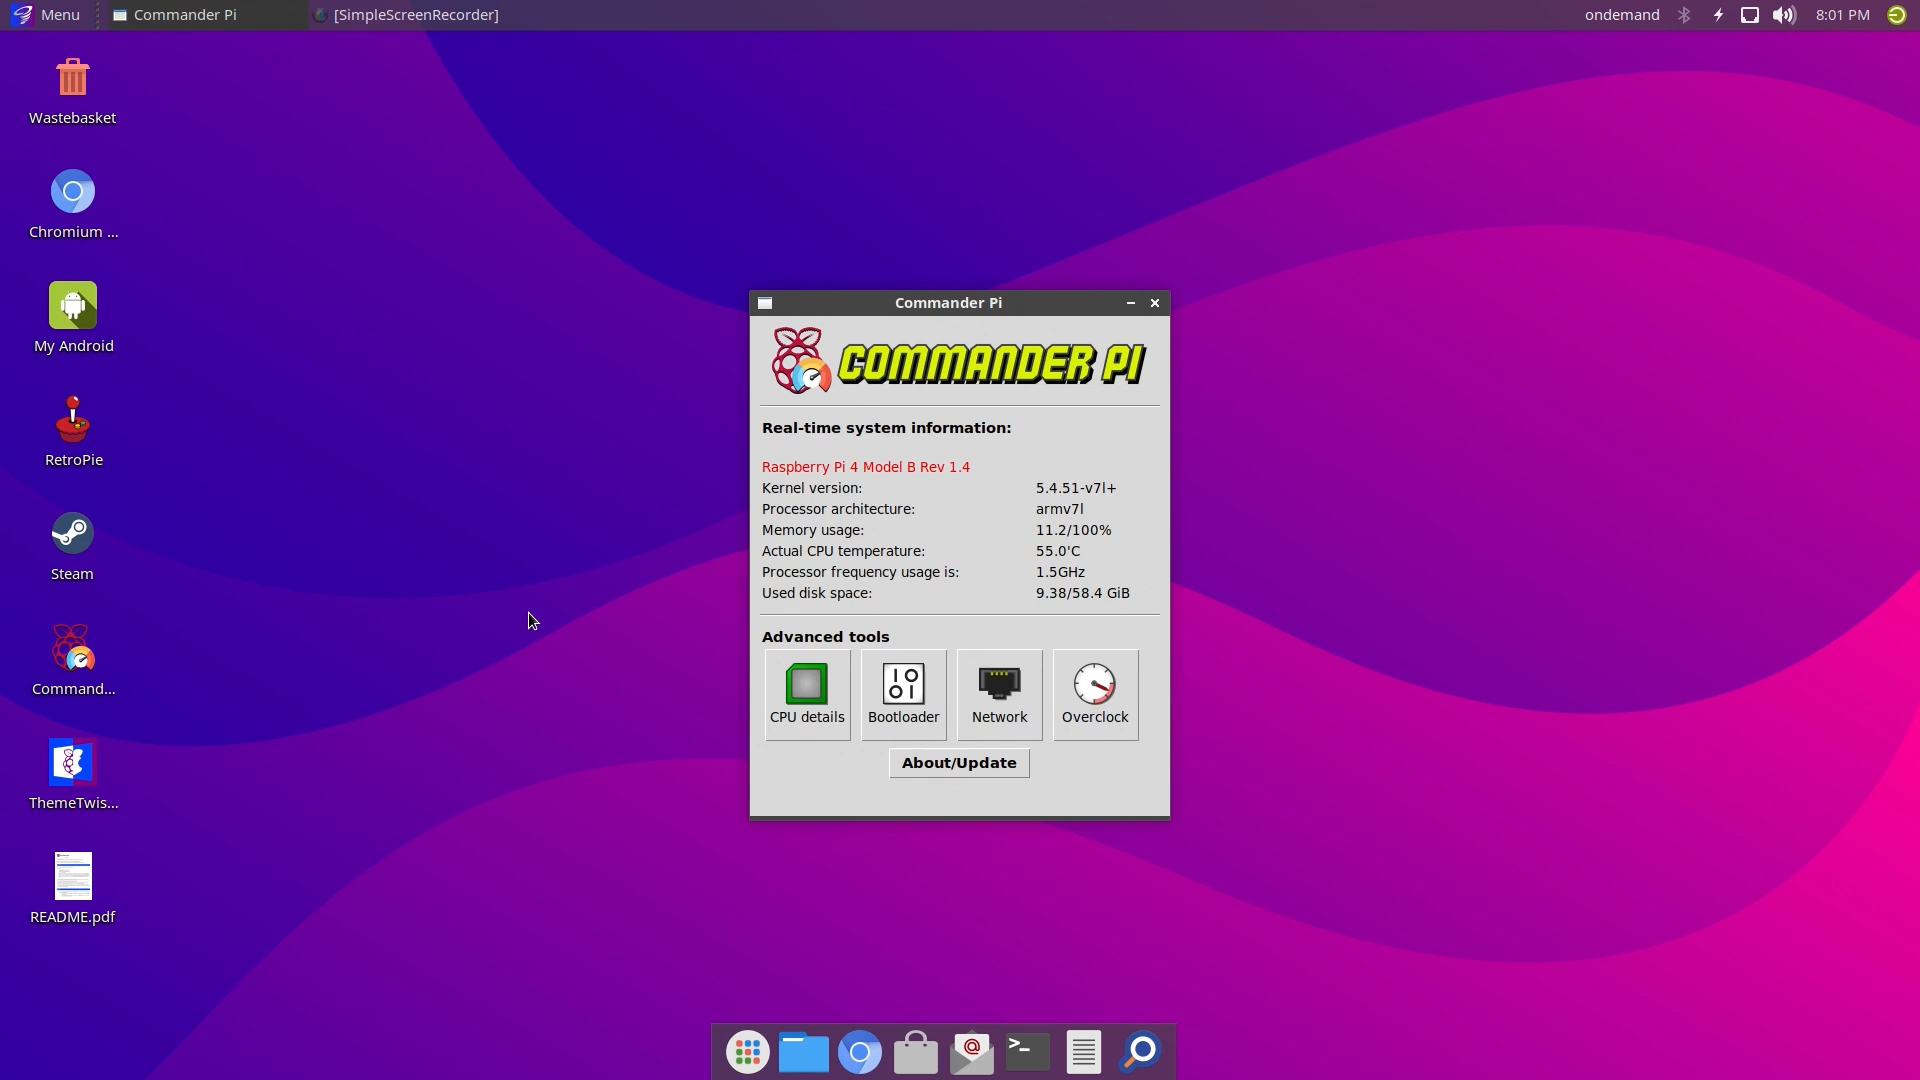 Menu
Commander Pi
[SimpleScreenRecorder]
ondemand
8:01 PM
Wastebasket
Chromium ...
My Android
RetroPie
Steam
Command...
ThemeTwis...
README.pdf
Commander Pi
COMMANDER PI
Real-time system information:
Raspberry Pi 4 Model B Rev 1.4
Kernel version: 5.4.51-v7l+
Processor architecture: armv7l
Memory usage: 11.2/100%
Actual CPU temperature: 55.0'C
Processor frequency usage is: 1.5GHz
Used disk space: 9.38/58.4 GiB
Advanced tools
CPU details
Bootloader
Network
Overclock
About/Update